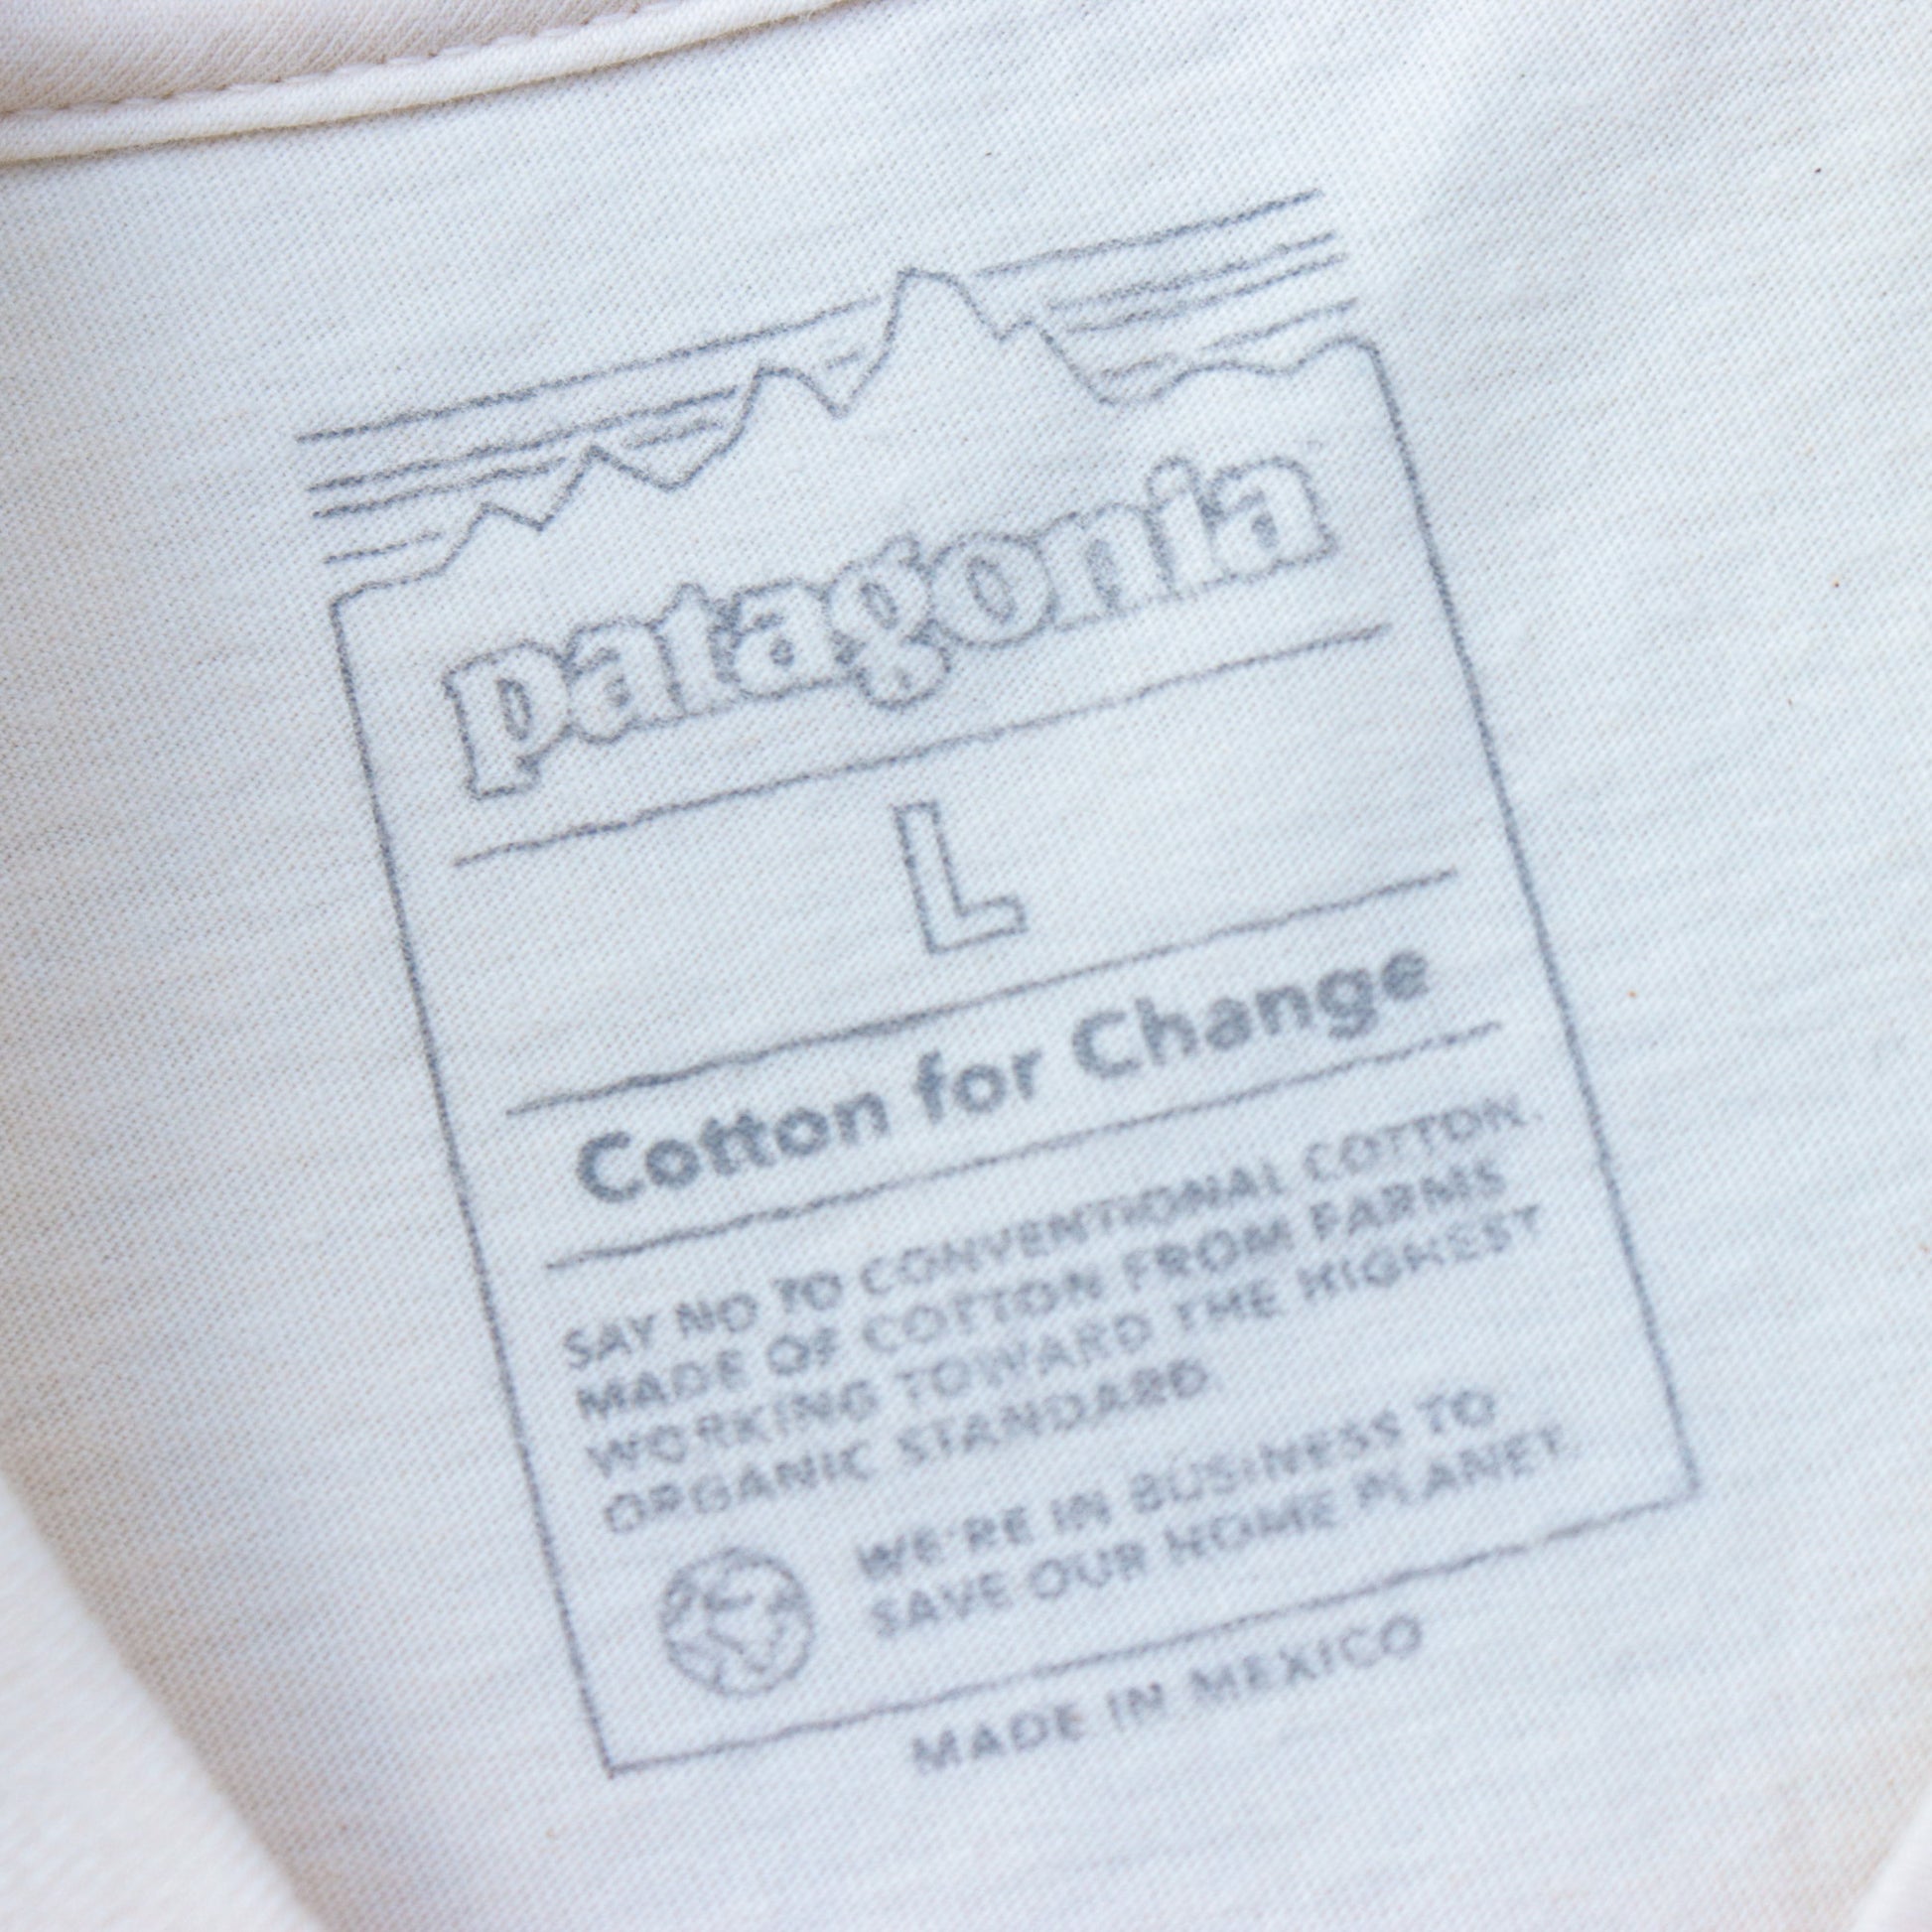 patagonia
L
Cotton for Change
SAY NO TO CONVENTIONAL COTTON.
MADE OF COTTON FROM FARMS
WORKING TOWARD THE HIGHEST
ORGANIC STANDARD.
WE'RE IN BUSINESS TO
SAVE OUR HOME PLANET
MADE IN MEXICO